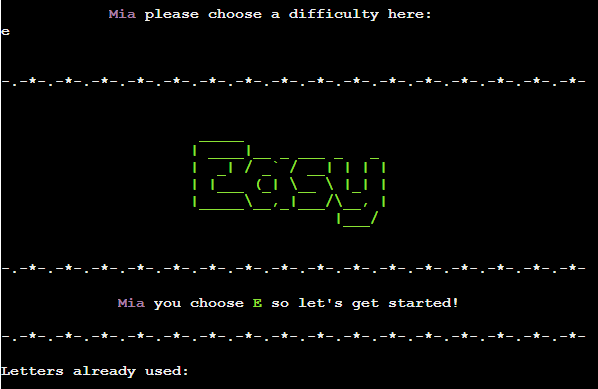 Mia please choose a difficulty here:
e
-.-*-.-*-.-*-.-*-.-*-.-*-.-*-.-*-.-*-.-*-.-*-.-*-.-*-.-*-.-*-.-*-
Easy
-.-*-.-*-.-*-.-*-.-*-.-*-.-*-.-*-.-*-.-*-.-*-.-*-.-*-.-*-.-*-.-*-
Mia you choose E so let's get started!
-.-*-.-*-.-*-.-*-.-*-.-*-.-*-.-*-.-*-.-*-.-*-.-*-.-*-.-*-.-*-.-*-
Letters already used: